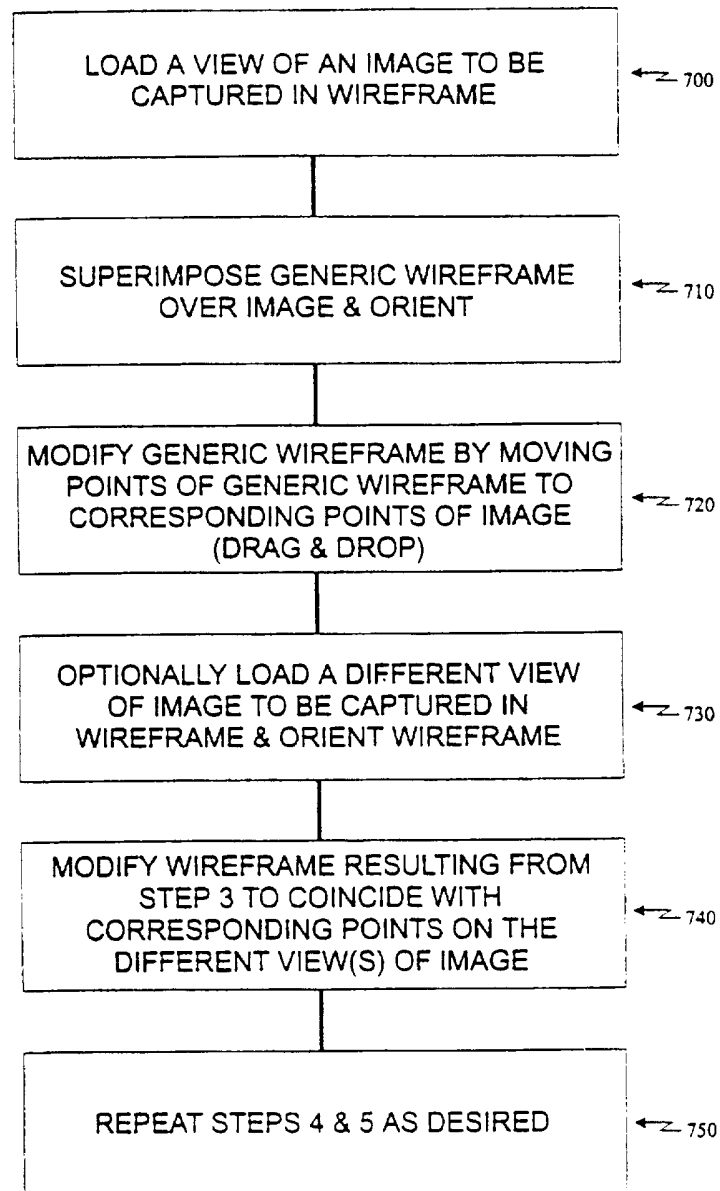 LOAD A VIEW OF AN IMAGE TO BE
CAPTURED IN WIREFRAME
700
SUPERIMPOSE GENERIC WIREFRAME
OVER IMAGE & ORIENT
710
MODIFY GENERIC WIREFRAME BY MOVING
POINTS OF GENERIC WIREFRAME TO
CORRESPONDING POINTS OF IMAGE
(DRAG & DROP)
720
OPTIONALLY LOAD A DIFFERENT VIEW
OF IMAGE TO BE CAPTURED IN
WIREFRAME & ORIENT WIREFRAME
730
MODIFY WIREFRAME RESULTING FROM
STEP 3 TO COINCIDE WITH
CORRESPONDING POINTS ON THE
DIFFERENT VIEW(S) OF IMAGE
740
REPEAT STEPS 4 & 5 AS DESIRED
750